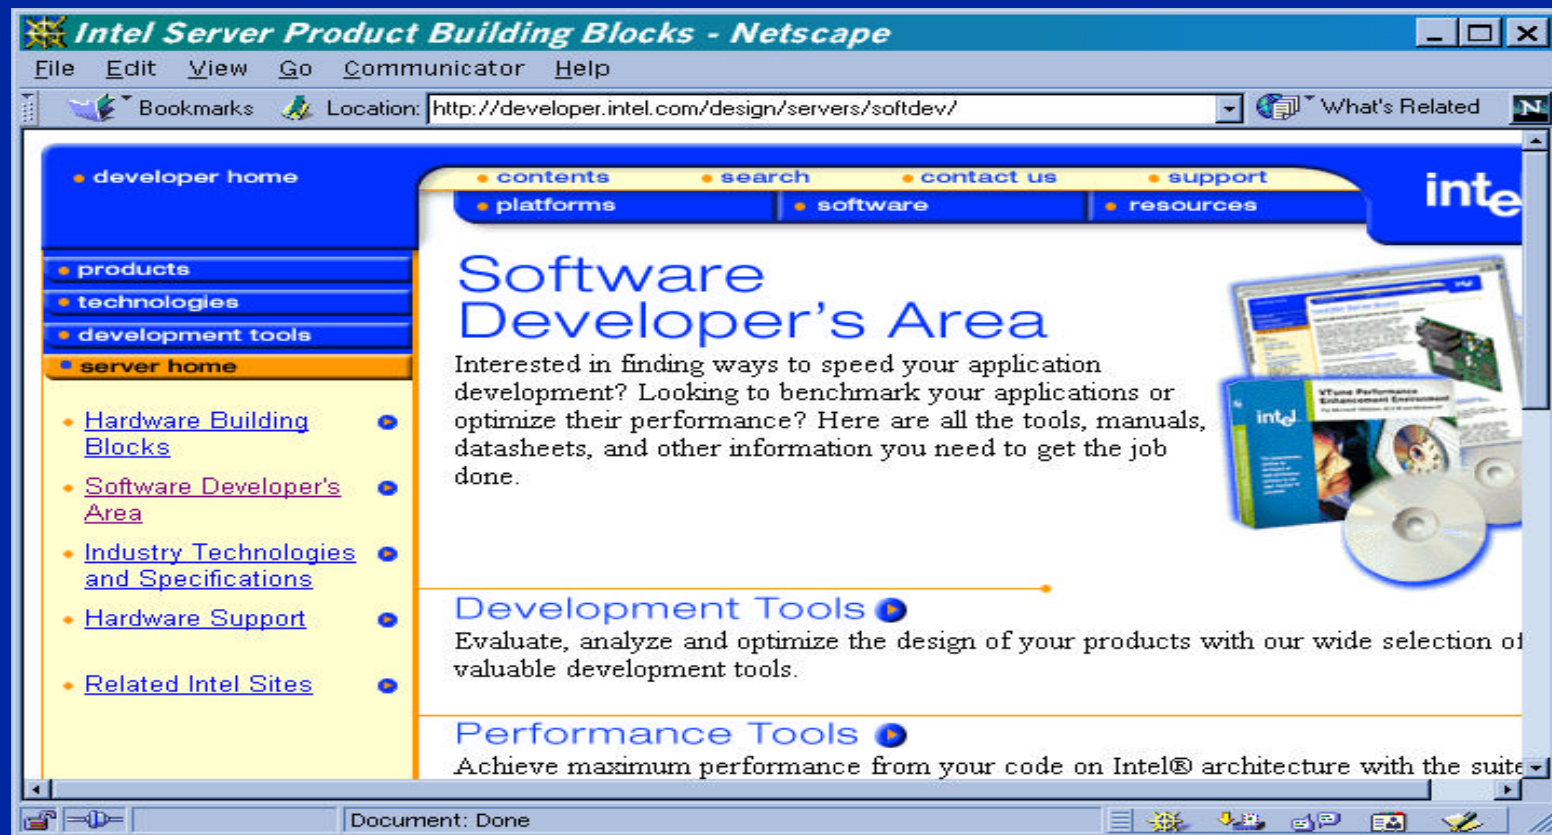 Intel Server Product Building Blocks - Netscape
File Edit View Go Communicator Help
Bookmarks Location: http://developer.intel.com/design/servers/softdev/ What's Related N
developer home
contents search contact us support
platforms software resources
inte
products
technologies
development tools
server home
Hardware Building
Blocks
Software Developer's
Area
Industry Technologies
and Specifications
Hardware Support
Related Intel Sites
Software
Developer's Area
Interested in finding ways to speed your application
development? Looking to benchmark your applications or
optimize their performance? Here are all the tools, manuals,
datasheets, and other information you need to get the job
done.
VTune Performance
Enhancement Environment
intel
Development Tools
Evaluate, analyze and optimize the design of your products with our wide selection of
valuable development tools.
Performance Tools
Achieve maximum performance from your code on Intel® architecture with the suite
Document: Done